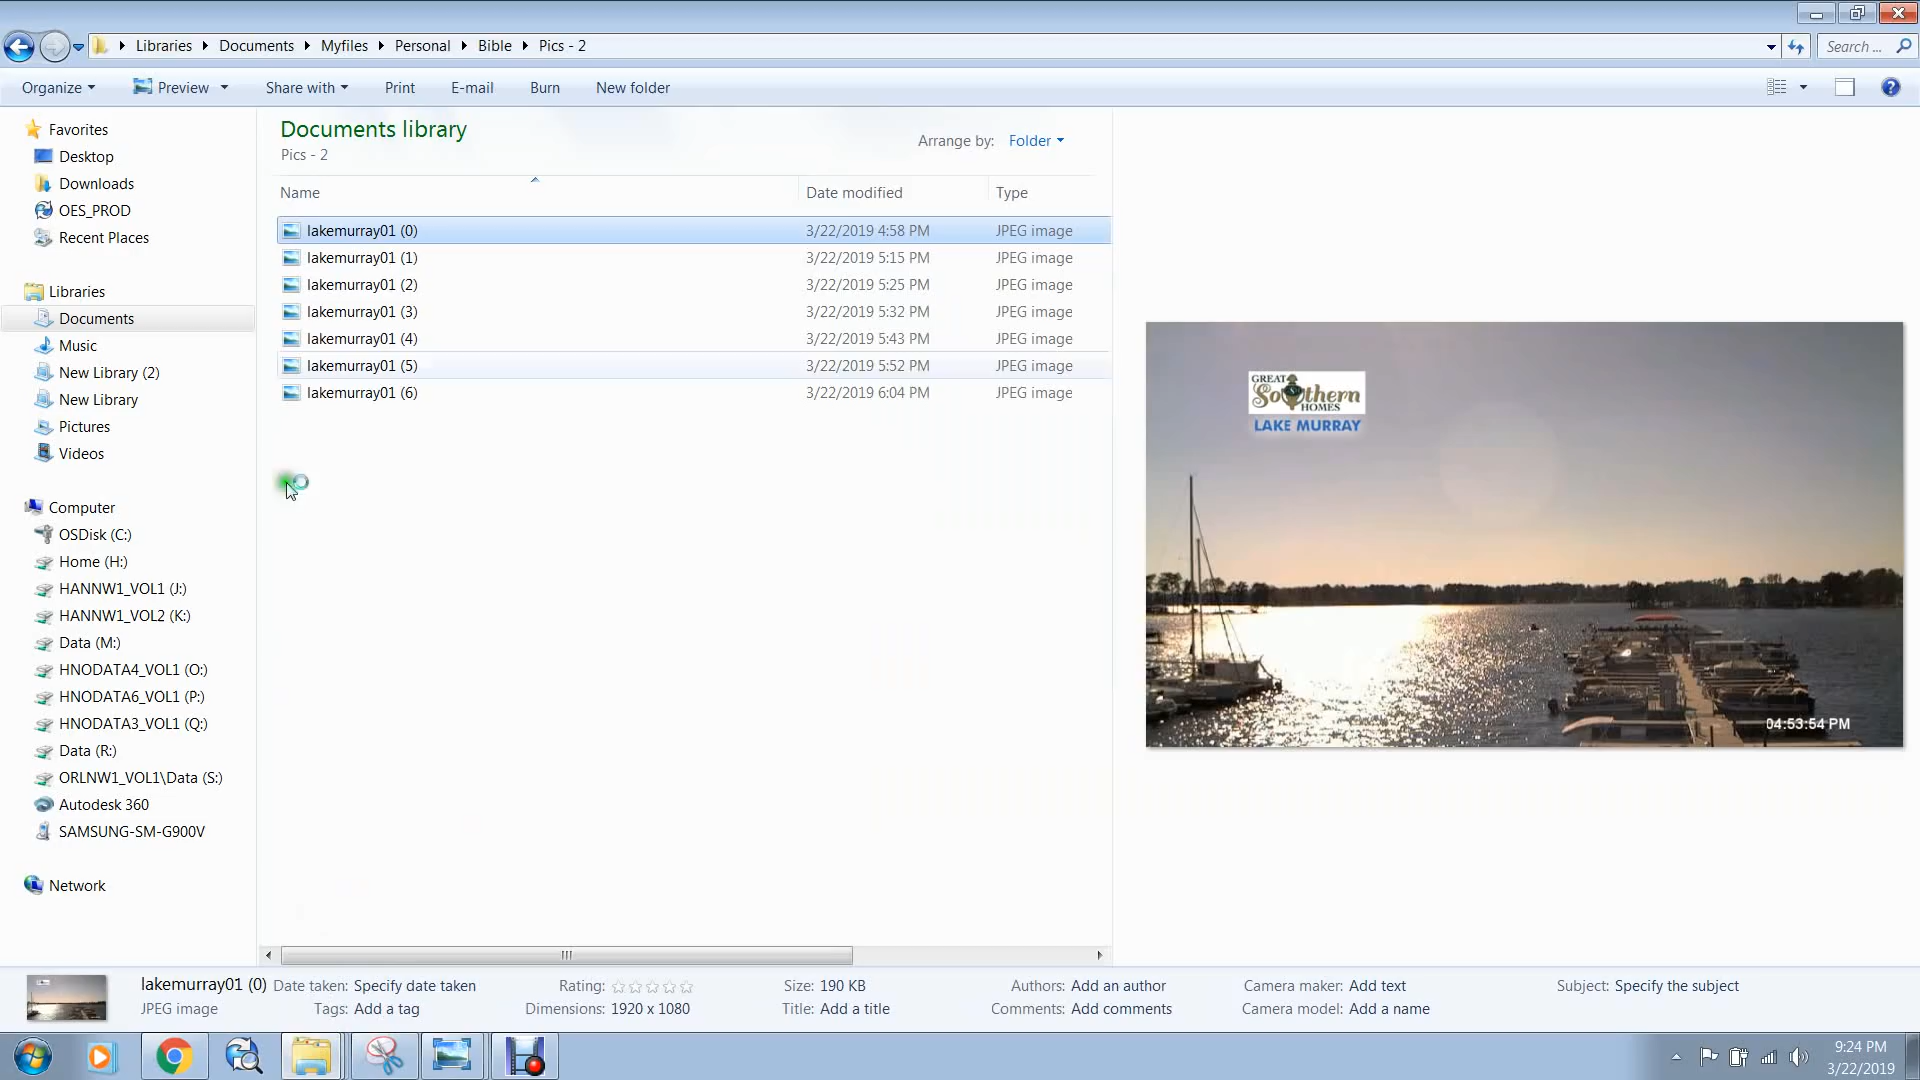 Libraries Documents Myfiles Personal Bible Pics - 2
Search ...
Organize Preview Share with Print E-mail Burn New folder
Favorites
Desktop
Downloads
OES_PROD
Recent Places
Libraries
Documents
Music
New Library (2)
New Library
Pictures
Videos
Computer
OSDisk (C:)
Home (H:)
HANNW1_VOL1 (J:)
HANNW1_VOL2 (K:)
Data (M:)
HNODATA4_VOL1 (O:)
HNODATA6_VOL1 (P:)
HNODATA3_VOL1 (Q:)
Data (R:)
ORLNW1_VOL1\Data (S:)
Autodesk 360
SAMSUNG-SM-G900V
Network
Documents library
Pics - 2
Arrange by: Folder
Name Date modified Type
lakemurray01 (0) 3/22/2019 4:58 PM JPEG image
lakemurray01 (1) 3/22/2019 5:15 PM JPEG image
lakemurray01 (2) 3/22/2019 5:25 PM JPEG image
lakemurray01 (3) 3/22/2019 5:32 PM JPEG image
lakemurray01 (4) 3/22/2019 5:43 PM JPEG image
lakemurray01 (5) 3/22/2019 5:52 PM JPEG image
lakemurray01 (6) 3/22/2019 6:04 PM JPEG image
GREAT
Southern
HOMES
LAKE MURRAY
04:53:54 PM
lakemurray01 (0) Date taken: Specify date taken Rating: Size: 190 KB Authors: Add an author Camera maker: Add text Subject: Specify the subject
JPEG image Tags: Add a tag Dimensions: 1920 x 1080 Title: Add a title Comments: Add comments Camera model: Add a name
9:24 PM
3/22/2019